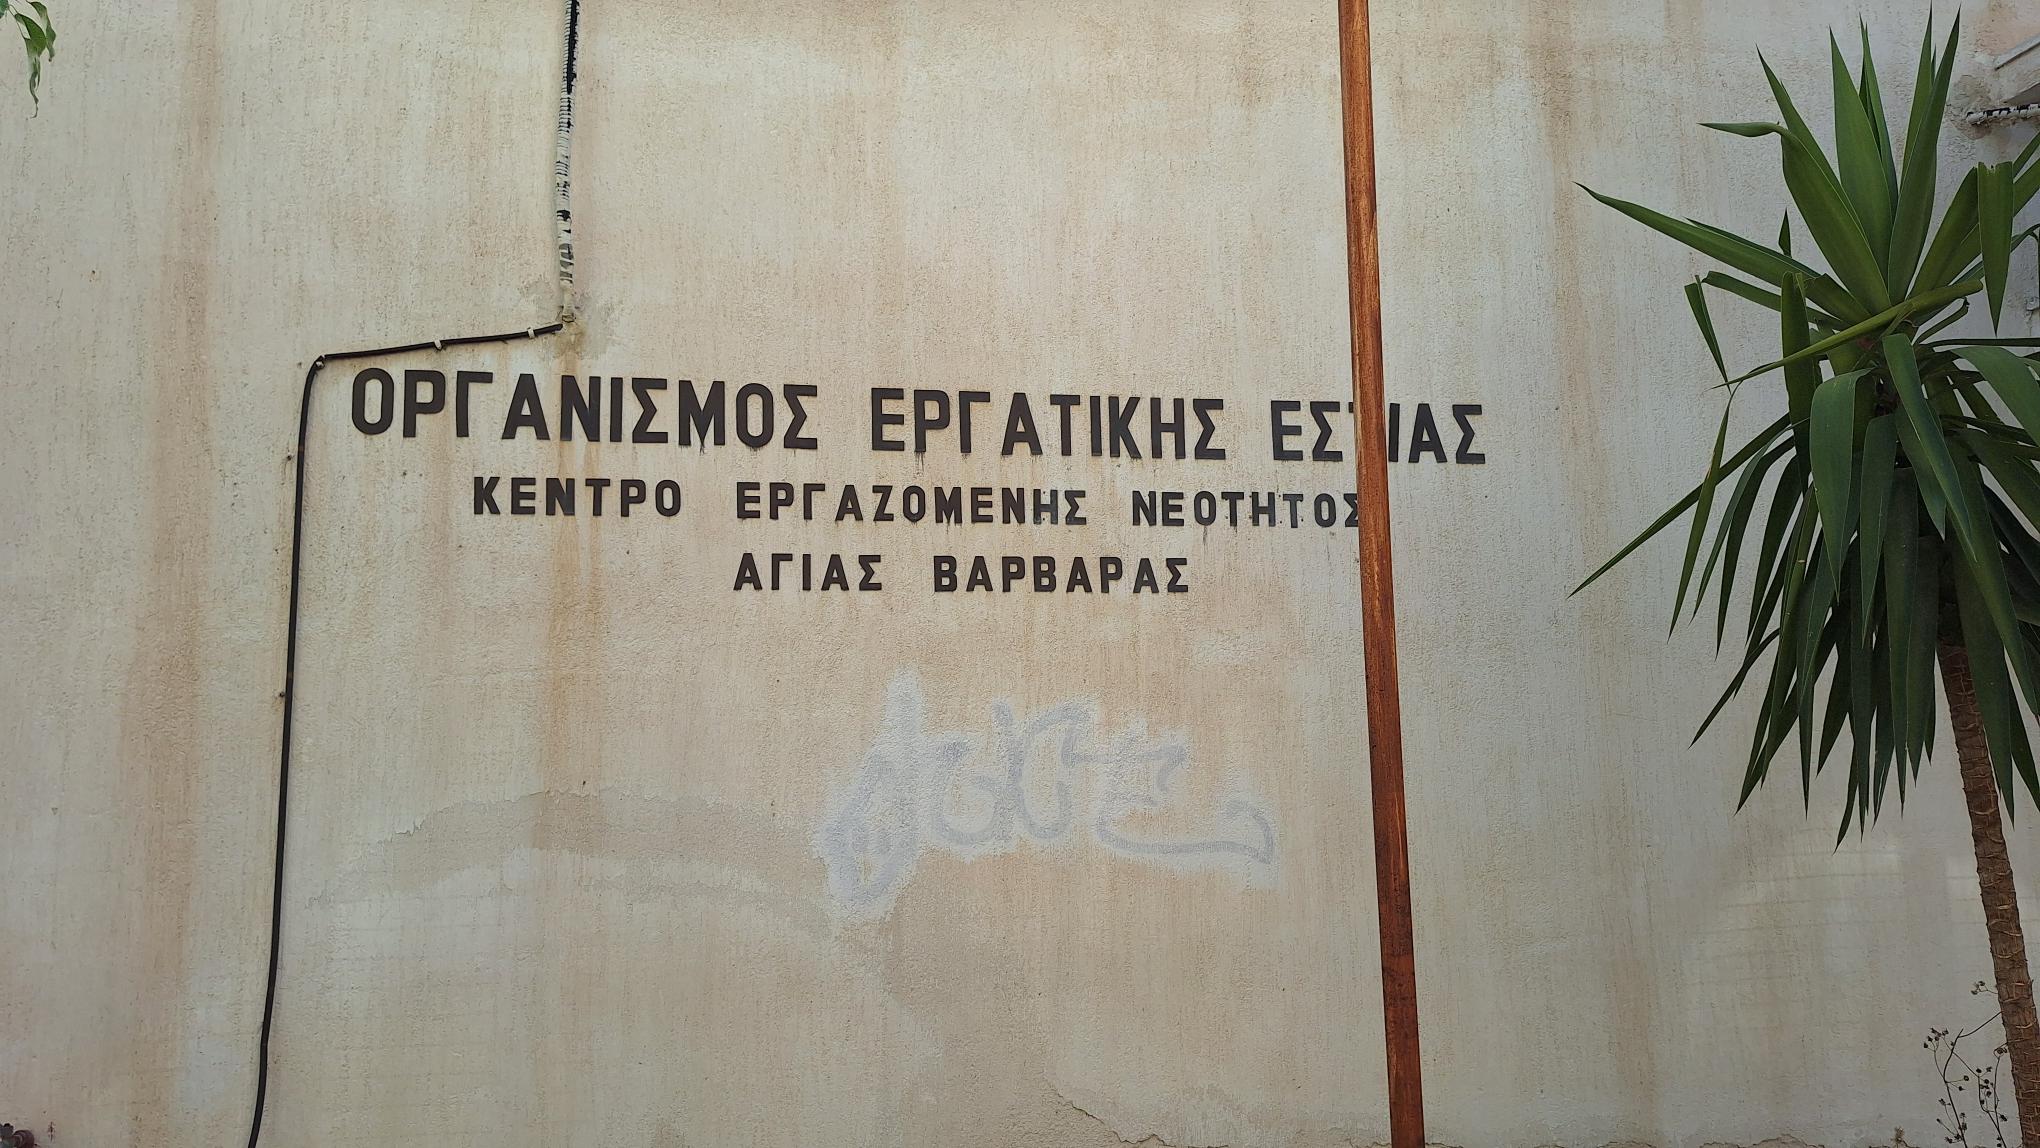 ΟΡΓΑΝΙΣΜΟΣ ΕΡΓΑΤΙΚΗΣ ΕΣΤΙΑΣ
ΚΕΝΤΡΟ ΕΡΓΑΖΟΜΕΝΗΣ ΝΕΟΤΗΤΟΣ
ΑΓΙΑΣ ΒΑΡΒΑΡΑΣ